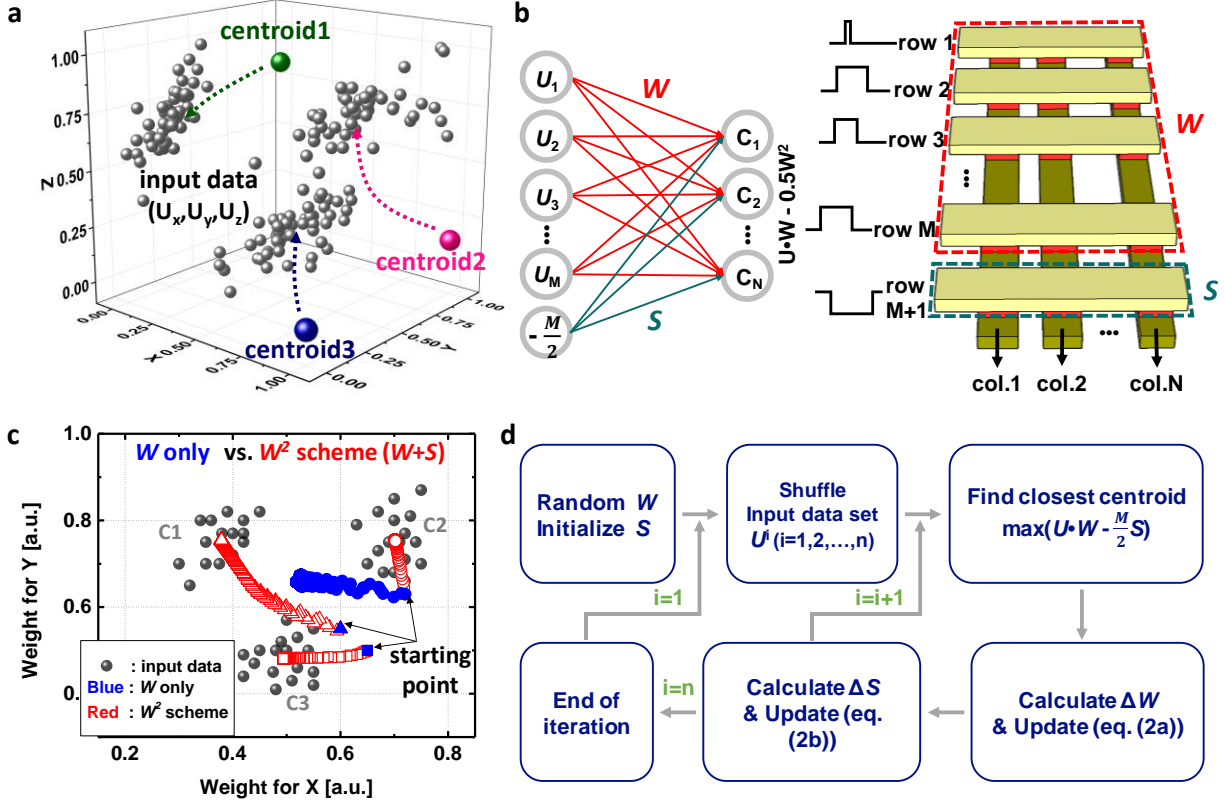 a
centroid1
1.00
0.75
Z
0.50
0.25
0.00
input data
(Ux,Uy,Uz)
centroid2
centroid3
0.00
0.25
X
0.50
0.75
1.00
-1.00
-0.75
Y
-0.50
-0.25
-0.00
b
U1
U2
U3
UM
- M/2
W
S
C1
C2
CN
U•W - 0.5W²
row 1
row 2
row 3
row M
row
M+1
W
S
...
col.1
col.2
...
col.N
c
W only vs. W² scheme (W+S)
1.0
0.8
0.6
0.
Weight for Y [a.u.]
C1
C2
C3
starting
point
: input data
Blue : W only
Red : W² scheme
0.2
0.4
0.6
0.8
Weight for X [a.u.]
d
Random W
Initialize S
Shuffle
Input data set
Uⁱ (i=1,2,...,n)
Find closest centroid
max(U•W - M/2 S)
i=1
i=i+1
End of
iteration
i=n
Calculate ΔS
& Update (eq.
(2b))
Calculate ΔW
& Update (eq. (2a))